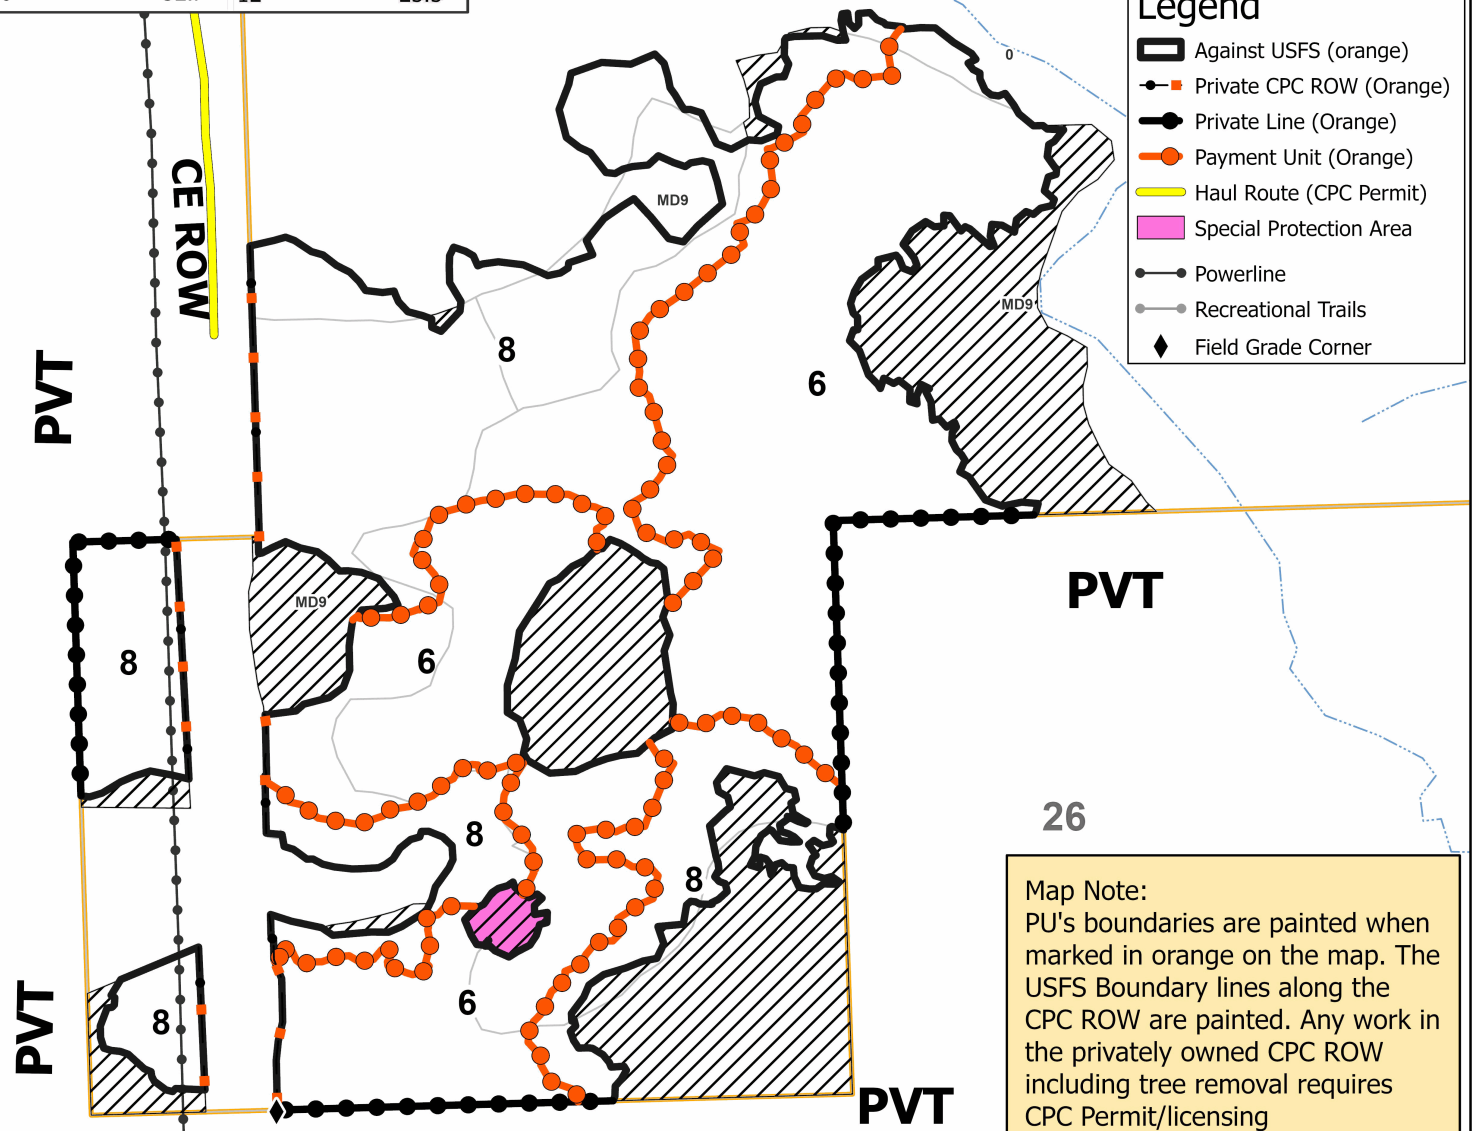 Legend
Against USFS (orange)
Private CPC ROW (Orange)
Private Line (Orange)
Payment Unit (Orange)
Haul Route (CPC Permit)
Special Protection Area
Powerline
Recreational Trails
Field Grade Corner
0
CE ROW
MD9
MD9
8
PVT
6
PVT
MD9
8
6
26
8
8
Map Note:
PU's boundaries are painted when
marked in orange on the map. The
USFS Boundary lines along the
CPC ROW are painted. Any work in
the privately owned CPC ROW
including tree removal requires
CPC Permit/licensing
6
8
PVT
PVT